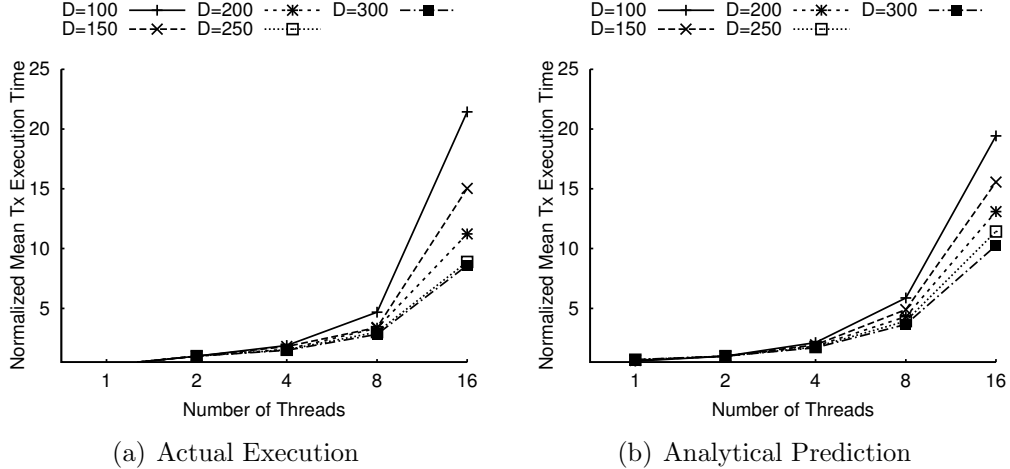 D=100 D=200 D=300
D=150 D=250
Normalized Mean Tx Execution Time
25
20
15
10
5
1 2 4 8 16
Number of Threads
(a) Actual Execution
D=100 D=200 D=300
D=150 D=250
Normalized Mean Tx Execution Time
25
20
15
10
5
1 2 4 8 16
Number of Threads
(b) Analytical Prediction